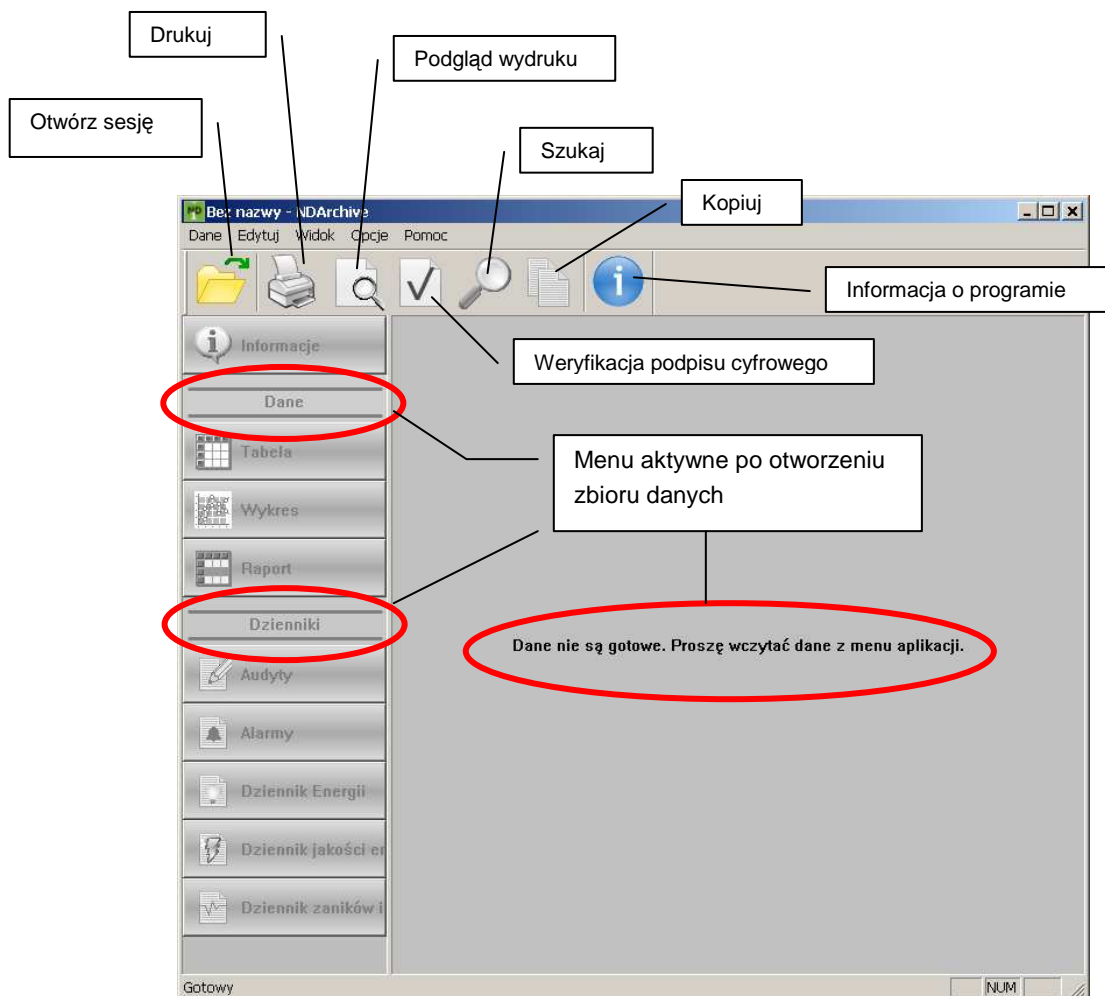 Drukuj
Podgląd wydruku
Otwórz sesję
Szukaj
Kopiuj
Bez nazwy - NDArchive
Dane Edytuj Widok Opcje Pomoc
Informacja o programie
Informacje
Weryfikacja podpisu cyfrowego
Dane
Tabela
Menu aktywne po otworzeniu
zbioru danych
Wykres
Raport
Dzienniki
Dane nie są gotowe. Proszę wczytać dane z menu aplikacji.
Audyty
Alarmy
Dziennik Energii
Dziennik jakości er
Dziennik zaników i
Gotowy
NUM